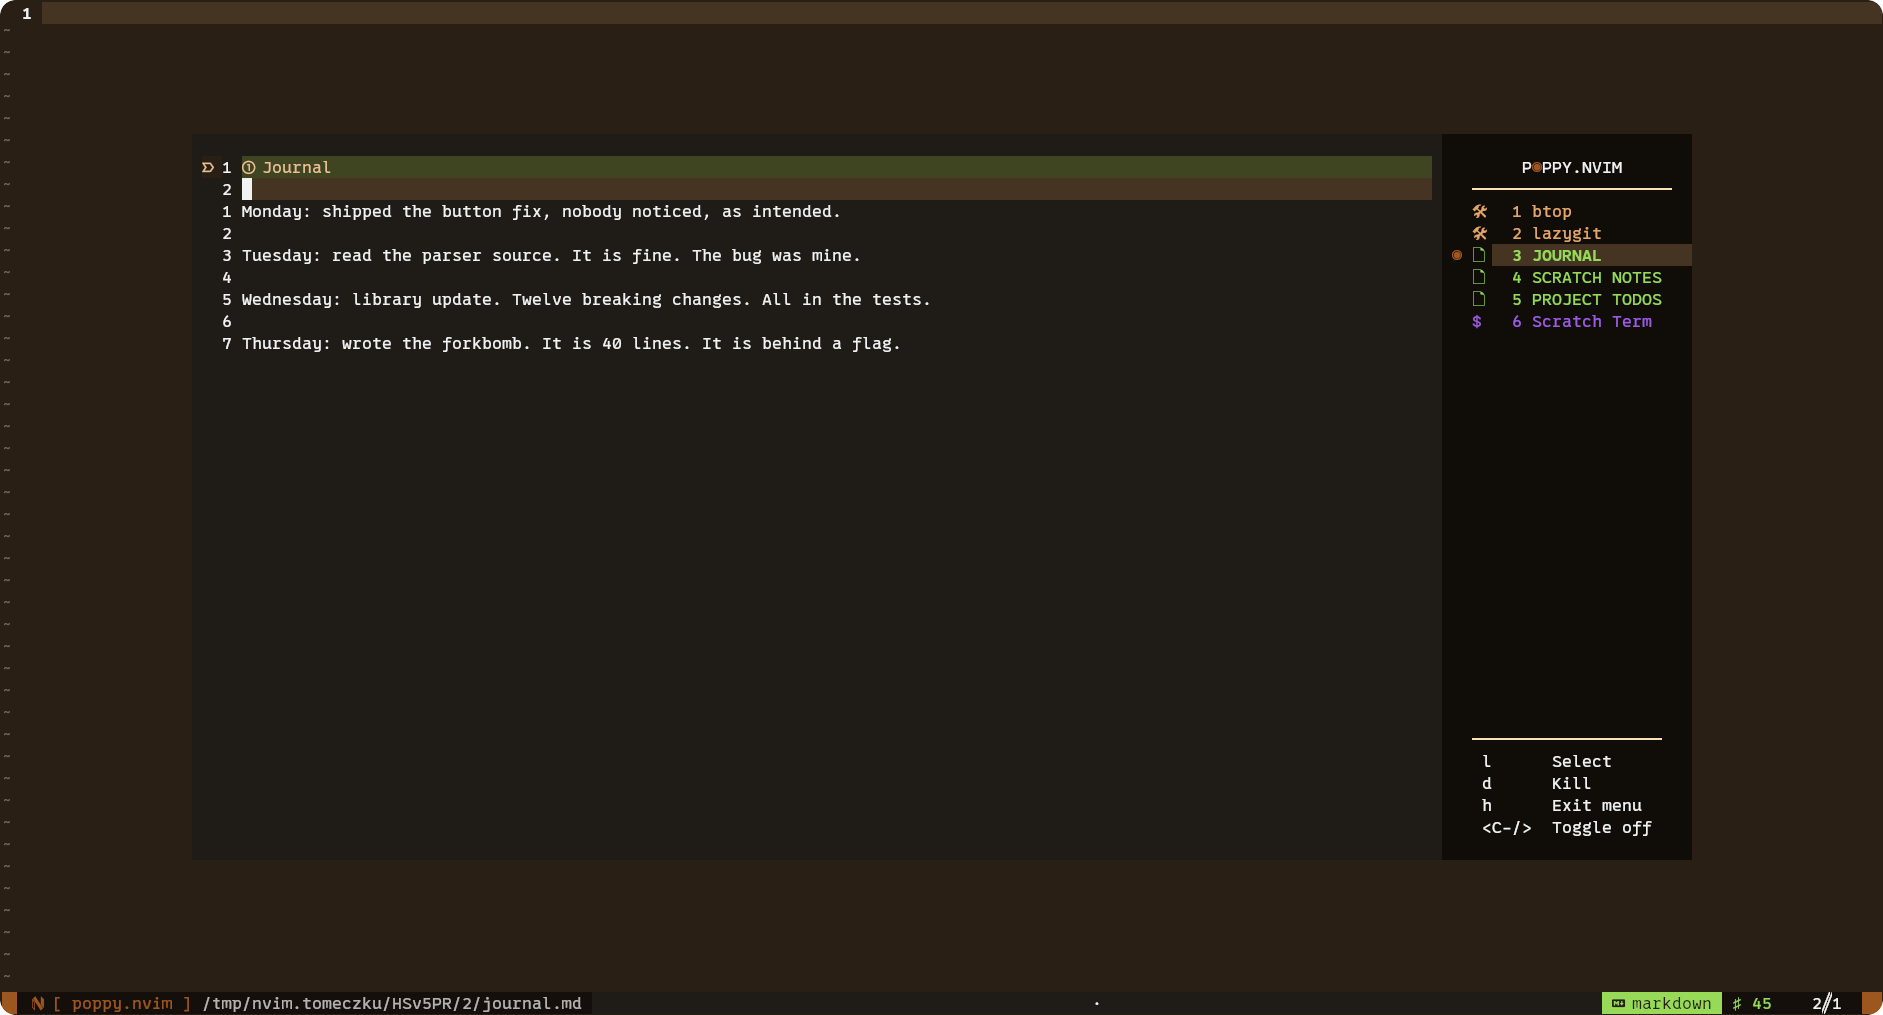 1
1 ① Journal
2
1 Monday: shipped the button fix, nobody noticed, as intended.
2
3 Tuesday: read the parser source. It is fine. The bug was mine.
4
5 Wednesday: library update. Twelve breaking changes. All in the tests.
6
7 Thursday: wrote the forkbomb. It is 40 lines. It is behind a flag.
P◉PPY.NVIM
1 btop
2 lazygit
3 JOURNAL
4 SCRATCH NOTES
5 PROJECT TODOS
$ 6 Scratch Term
l Select
d Kill
h Exit menu
<C-/> Toggle off
[ poppy.nvim ] /tmp/nvim.tomeczku/HSv5PR/2/journal.md
markdown ♯ 45 2//1